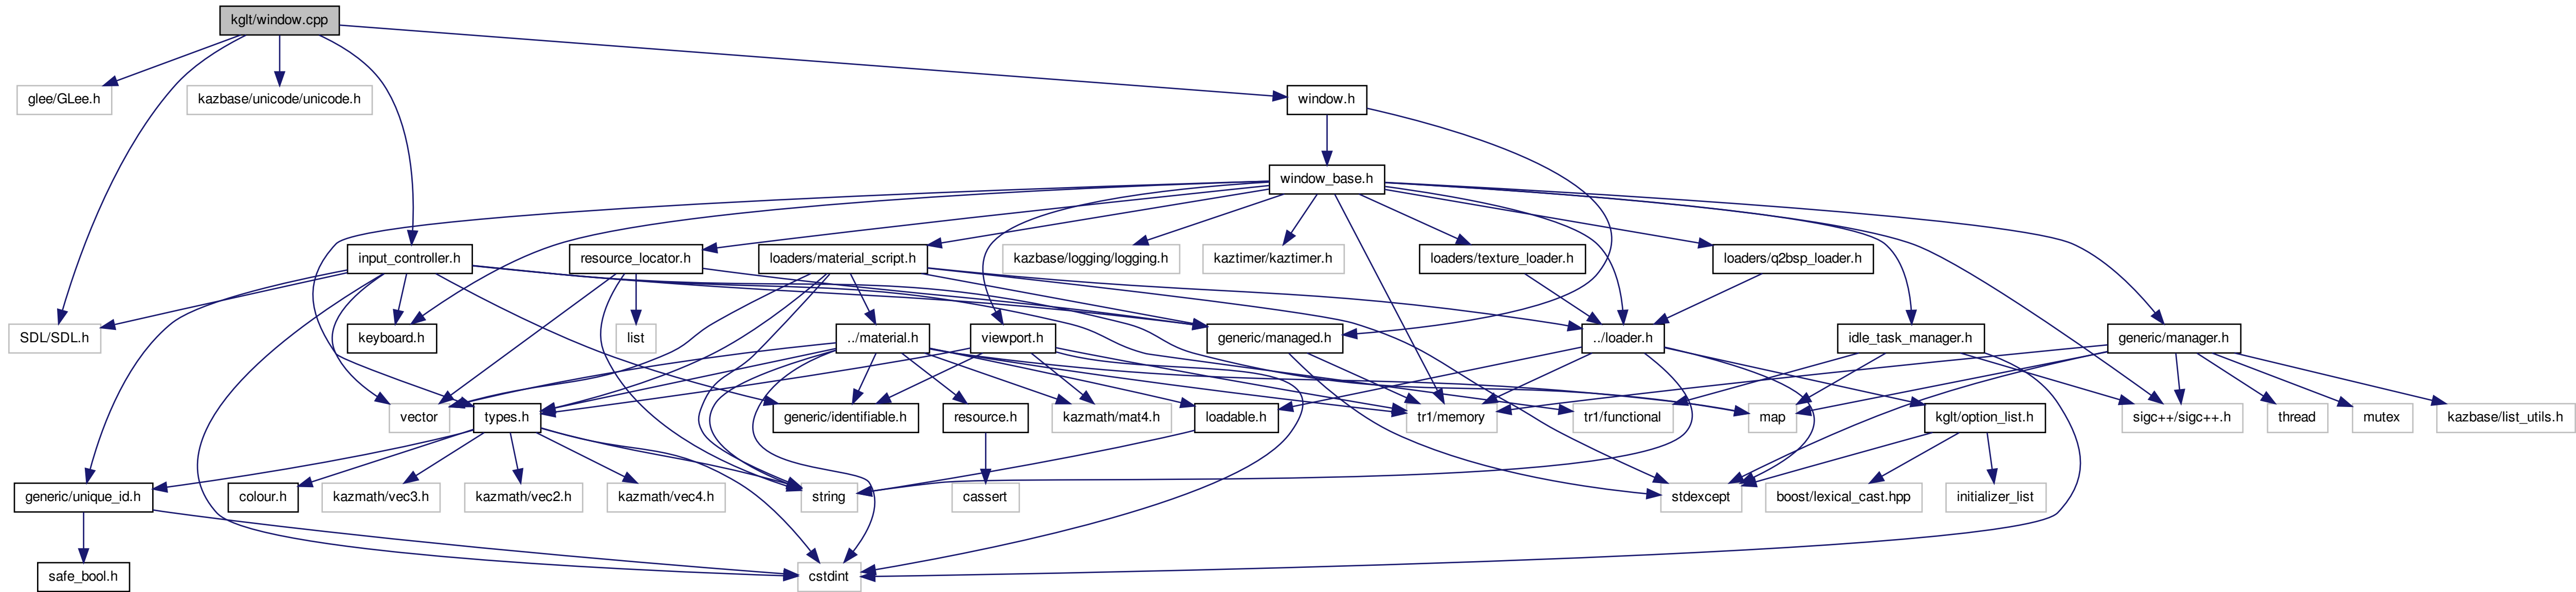 kglt/window.cpp
glee/GLee.h
kazbase/unicode/unicode.h
window.h
window_base.h
input_controller.h
resource_locator.h
loaders/material_script.h
kazbase/logging/logging.h
kaztimer/kaztimer.h
loaders/texture_loader.h
loaders/q2bsp_loader.h
SDL/SDL.h
keyboard.h
list
../material.h
viewport.h
generic/managed.h
../loader.h
idle_task_manager.h
generic/manager.h
vector
types.h
generic/identifiable.h
resource.h
kazmath/mat4.h
loadable.h
tr1/memory
tr1/functional
map
kglt/option_list.h
sigc++/sigc++.h
thread
mutex
kazbase/list_utils.h
generic/unique_id.h
colour.h
kazmath/vec3.h
kazmath/vec2.h
kazmath/vec4.h
string
cassert
stdexcept
boost/lexical_cast.hpp
initializer_list
safe_bool.h
cstdint